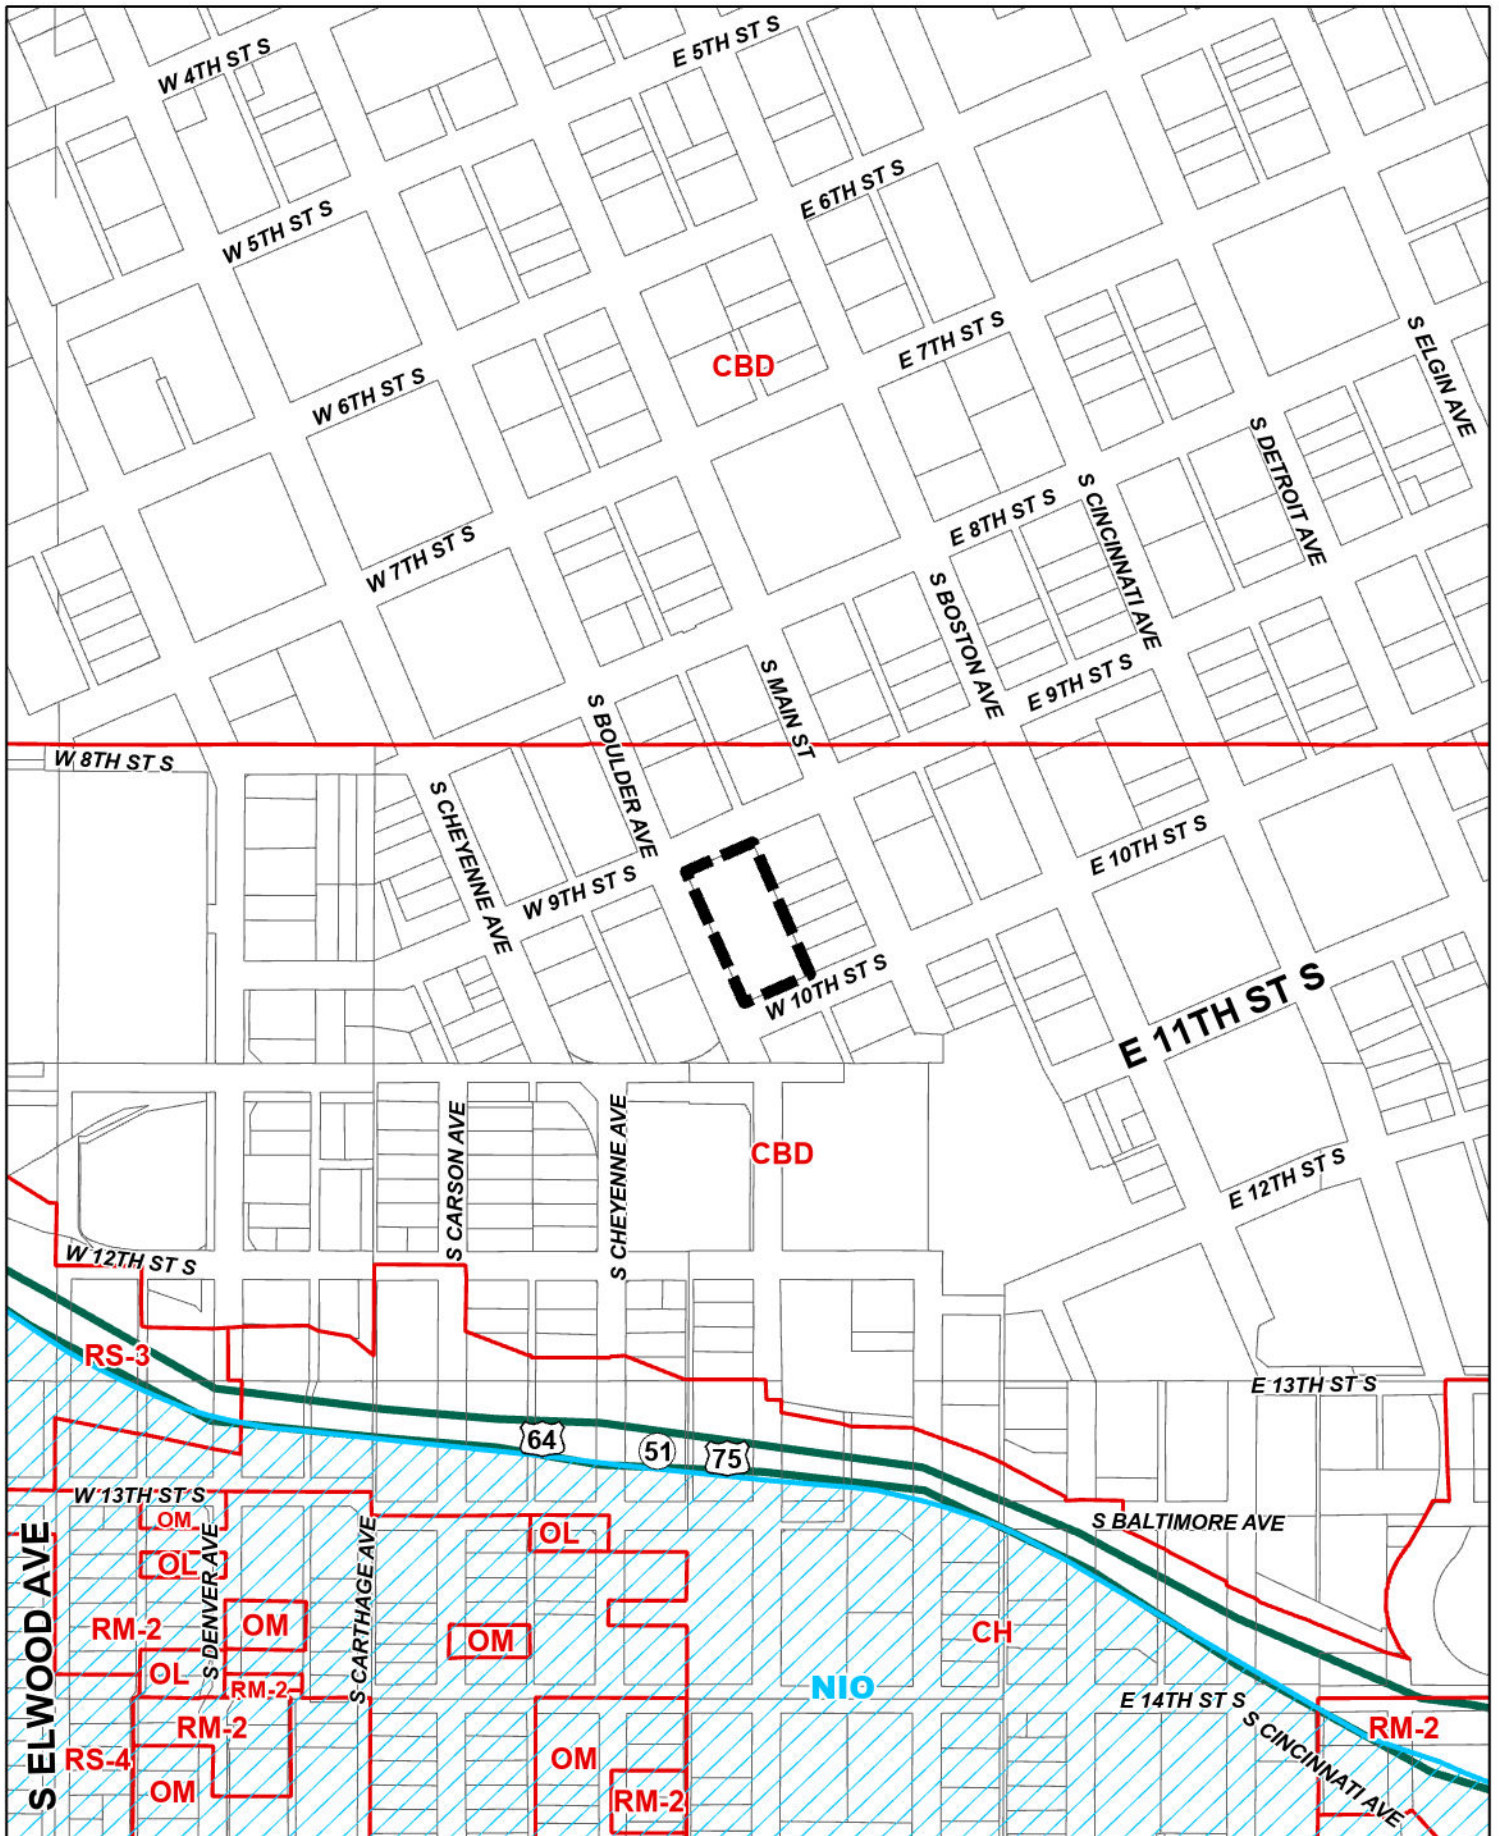 W 4TH ST S
E 5TH ST S
E 6TH ST S
W 5TH ST S
E 7TH ST S
S ELGIN AVE
CBD
W 6TH ST S
S DETROIT AVE
S CINCINNATI AVE
E 8TH ST S
W 7TH ST S
S BOSTON AVE
S MAIN ST
E 9TH ST S
S BOULDER AVE
W 8TH ST S
S CHEYENNE AVE
E 10TH ST S
W 9TH ST S
W 10TH ST S
E 11TH ST S
S CARSON AVE
S CHEYENNE AVE
CBD
E 12TH ST S
W 12TH ST S
RS-3
E 13TH ST S
64
51
75
W 13TH ST S
OM
S BALTIMORE AVE
OL
OL
S ELWOOD AVE
S DENVER AVE
S CARTHAGE AVE
RM-2
OM
OM
CH
OL
RM-2
NIO
E 14TH ST S
RM-2
RM-2
S CINCINNATI AVE
RS-4
OM
OM
RM-2